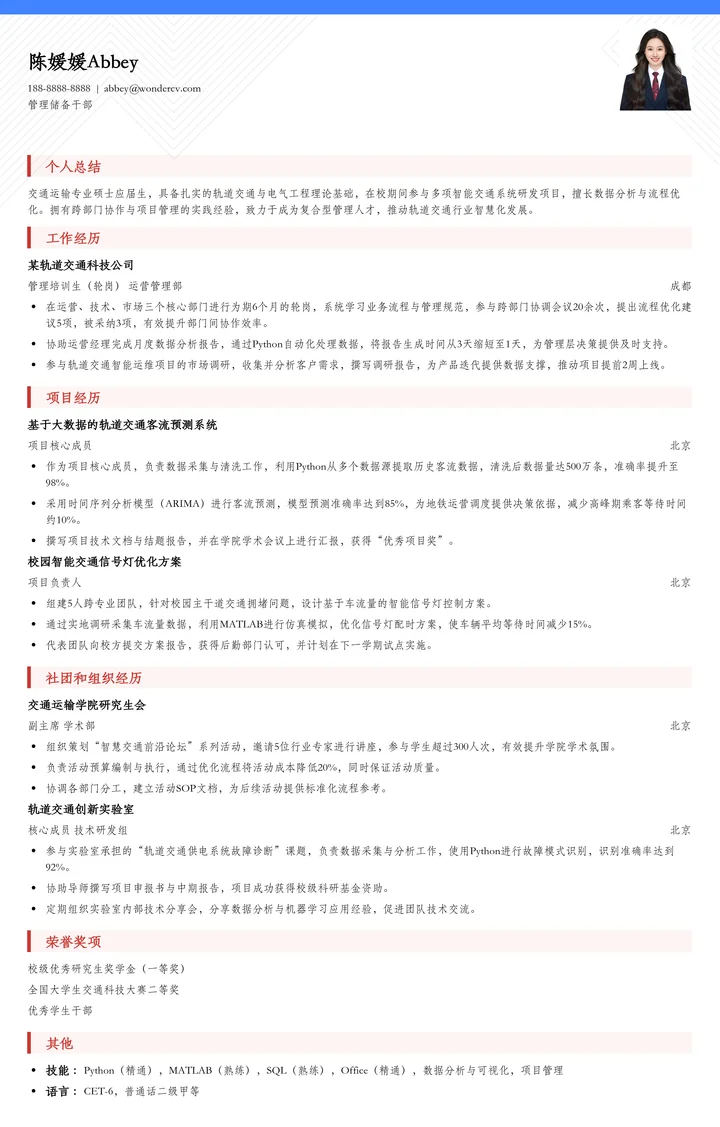 陈媛媛Abbey
188-8888-8888 | abbey@wondercv.com
管理储备干部
个人总结
交通运输专业硕士应届生，具备扎实的轨道交通与电气工程理论基础，在校期间参与多项智能交通系统研发项目，擅长数据分析与流程优
化。拥有跨部门协作与项目管理的实践经验，致力于成为复合型管理人才，推动轨道交通行业智慧化发展。
工作经历
某轨道交通科技公司
管理培训生（轮岗） 运营管理部 成都
• 在运营、技术、市场三个核心部门进行为期6个月的轮岗，系统学习业务流程与管理规范，参与跨部门协调会议20余次，提出流程优化建
议5项，被采纳3项，有效提升部门间协作效率。
• 协助运营经理完成月度数据分析报告，通过Python自动化处理数据，将报告生成时间从3天缩短至1天，为管理层决策提供及时支持。
• 参与轨道交通智能运维项目的市场调研，收集并分析客户需求，撰写调研报告，为产品迭代提供数据支撑，推动项目提前2周上线。
项目经历
基于大数据的轨道交通客流预测系统
项目核心成员 北京
• 作为项目核心成员，负责数据采集与清洗工作，利用Python从多个数据源提取历史客流数据，清洗后数据量达500万条，准确率提升至
98%。
• 采用时间序列分析模型（ARIMA）进行客流预测，模型预测准确率达到85%，为地铁运营调度提供决策依据，减少高峰期乘客等待时间
约10%。
• 撰写项目技术文档与结题报告，并在学院学术会议上进行汇报，获得“优秀项目奖”。
校园智能交通信号灯优化方案
项目负责人 北京
• 组建5人跨专业团队，针对校园主干道交通拥堵问题，设计基于车流量的智能信号灯控制方案。
• 通过实地调研采集车流量数据，利用MATLAB进行仿真模拟，优化信号灯配时方案，使车辆平均等待时间减少15%。
• 代表团队向校方提交方案报告，获得后勤部门认可，并计划在下一学期试点实施。
社团和组织经历
交通运输学院研究生会
副主席 学术部 北京
• 组织策划“智慧交通前沿论坛”系列活动，邀请5位行业专家进行讲座，参与学生超过300人次，有效提升学院学术氛围。
• 负责活动预算编制与执行，通过优化流程将活动成本降低20%，同时保证活动质量。
• 协调各部门分工，建立活动SOP文档，为后续活动提供标准化流程参考。
轨道交通创新实验室
核心成员 技术研发组 北京
• 参与实验室承担的“轨道交通供电系统故障诊断”课题，负责数据采集与分析工作，使用Python进行故障模式识别，识别准确率达到
92%。
• 协助导师撰写项目申报书与中期报告，项目成功获得校级科研基金资助。
• 定期组织实验室内部技术分享会，分享数据分析与机器学习应用经验，促进团队技术交流。
荣誉奖项
校级优秀研究生奖学金（一等奖）
全国大学生交通科技大赛二等奖
优秀学生干部
其他
• 技能： Python（精通）, MATLAB（熟练）, SQL（熟练）, Office（精通）, 数据分析与可视化，项目管理
• 语言： CET-6，普通话二级甲等